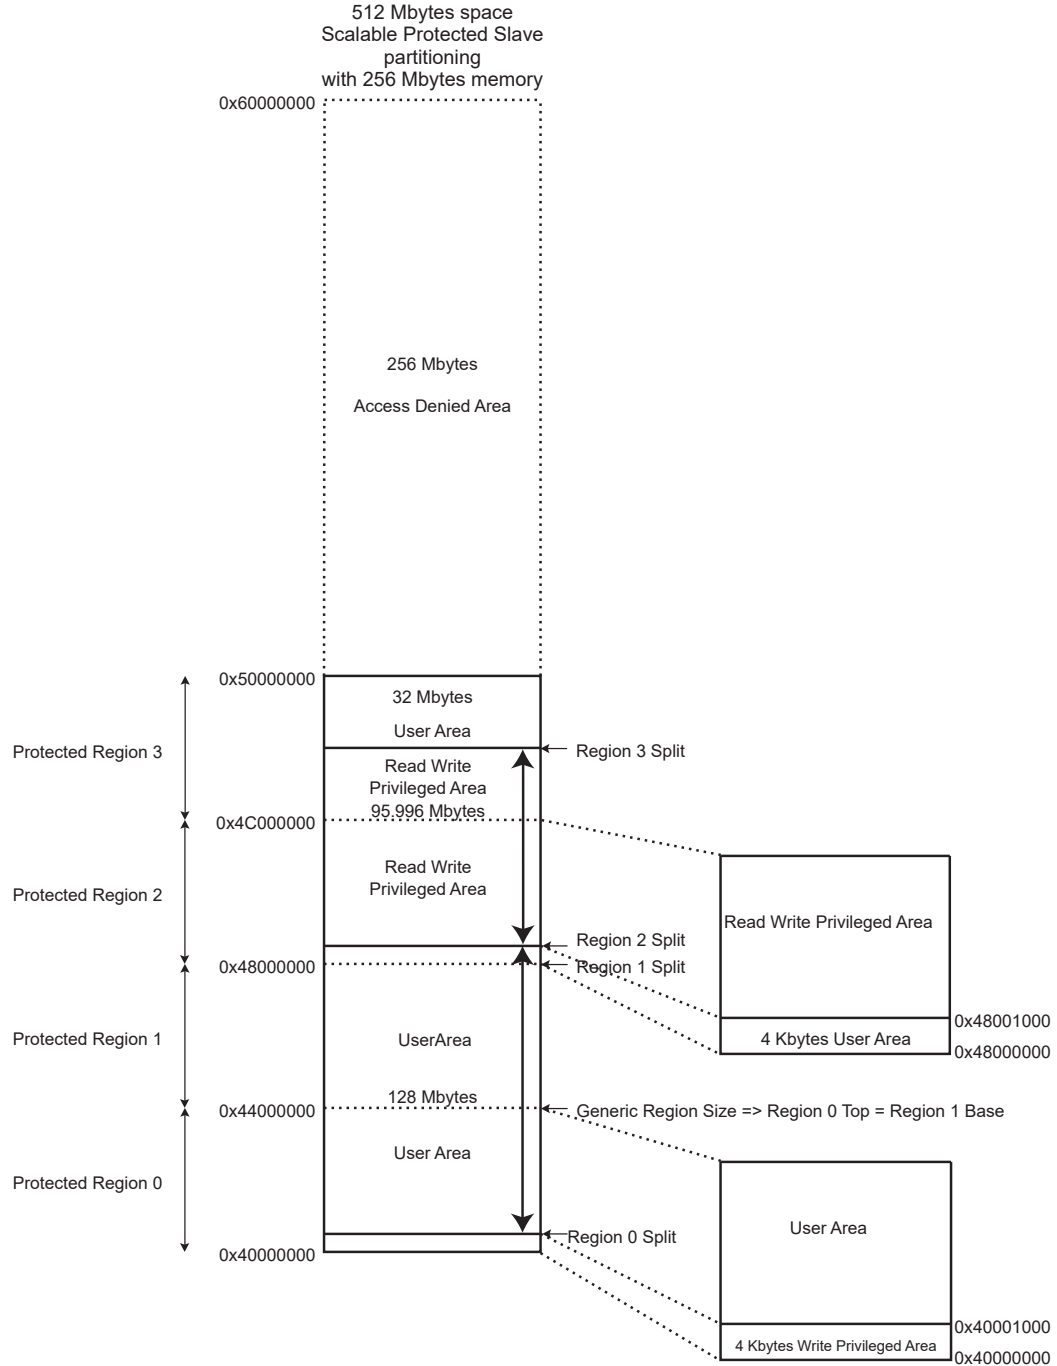 512 Mbytes space
Scalable Protected Slave
partitioning
with 256 Mbytes memory
0x60000000
256 Mbytes
Access Denied Area
0x50000000
32 Mbytes
User Area
Protected Region 3
Region 3 Split
Read Write
Privileged Area
95.996 Mbytes
0x4C000000
Read Write
Privileged Area
Protected Region 2
Read Write Privileged Area
Region 2 Split
0x48000000
Region 1 Split
0x48001000
4 Kbytes User Area
0x48000000
Protected Region 1
UserArea
128 Mbytes
0x44000000
Generic Region Size => Region 0 Top = Region 1 Base
User Area
Protected Region 0
User Area
Region 0 Split
0x40000000
0x40001000
4 Kbytes Write Privileged Area
0x40000000